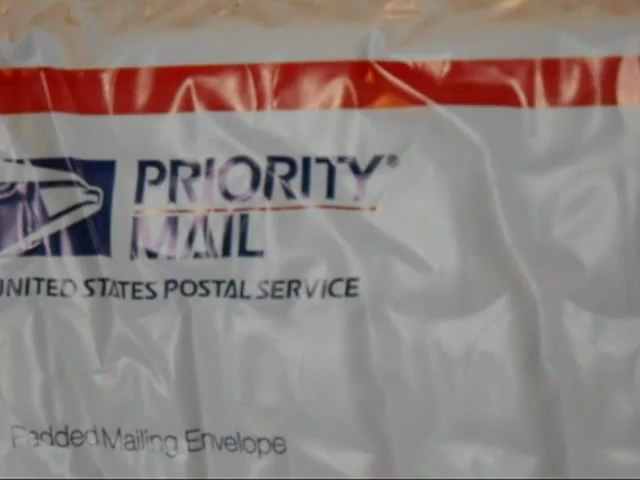 PRIORITY®
MAIL
UNITED STATES POSTAL SERVICE
Padded Mailing Envelope